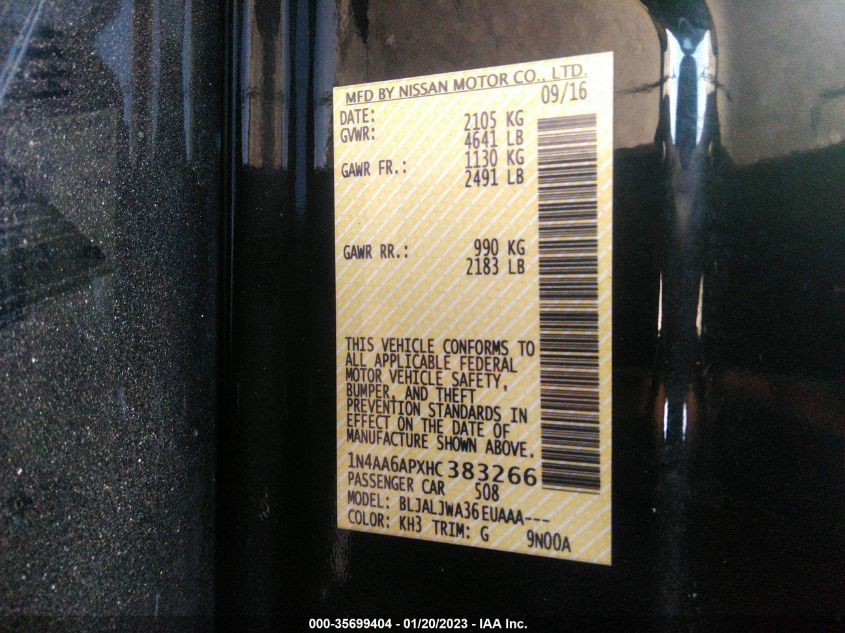 MFD BY NISSAN MOTOR CO., LTD.
DATE: 09/16
GVWR: 2105 KG
4641 LB
GAWR FR.: 1130 KG
2491 LB
GAWR RR.: 990 KG
2183 LB
THIS VEHICLE CONFORMS TO
ALL APPLICABLE FEDERAL
MOTOR VEHICLE SAFETY,
BUMPER, AND THEFT
PREVENTION STANDARDS IN
EFFECT ON THE DATE OF
MANUFACTURE SHOWN ABOVE.
1N4AA6APXHC383266
PASSENGER CAR 508
MODEL: BLJALJWA36EUAAA---
COLOR: KH3 TRIM: G 9N00A
000-35699404 - 01/20/2023 - IAA Inc.